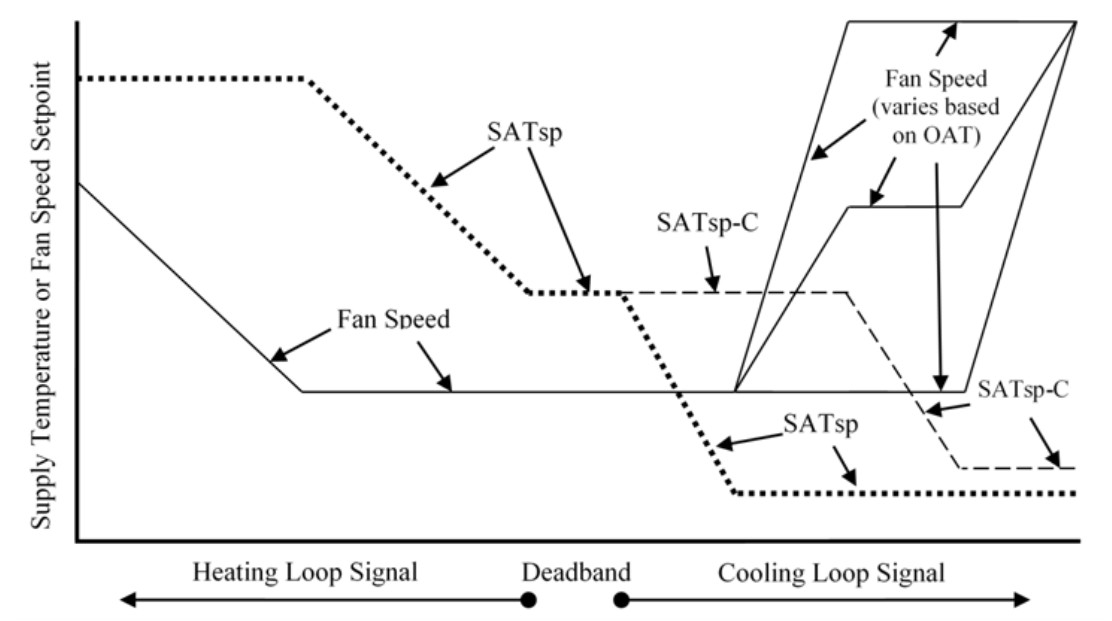 Supply Temperature or Fan Speed Setpoint
SATsp
Fan Speed
(varies based
on OAT)
SATsp-C
Fan Speed
SATsp-C
SATsp
Heating Loop Signal
Deadband
Cooling Loop Signal